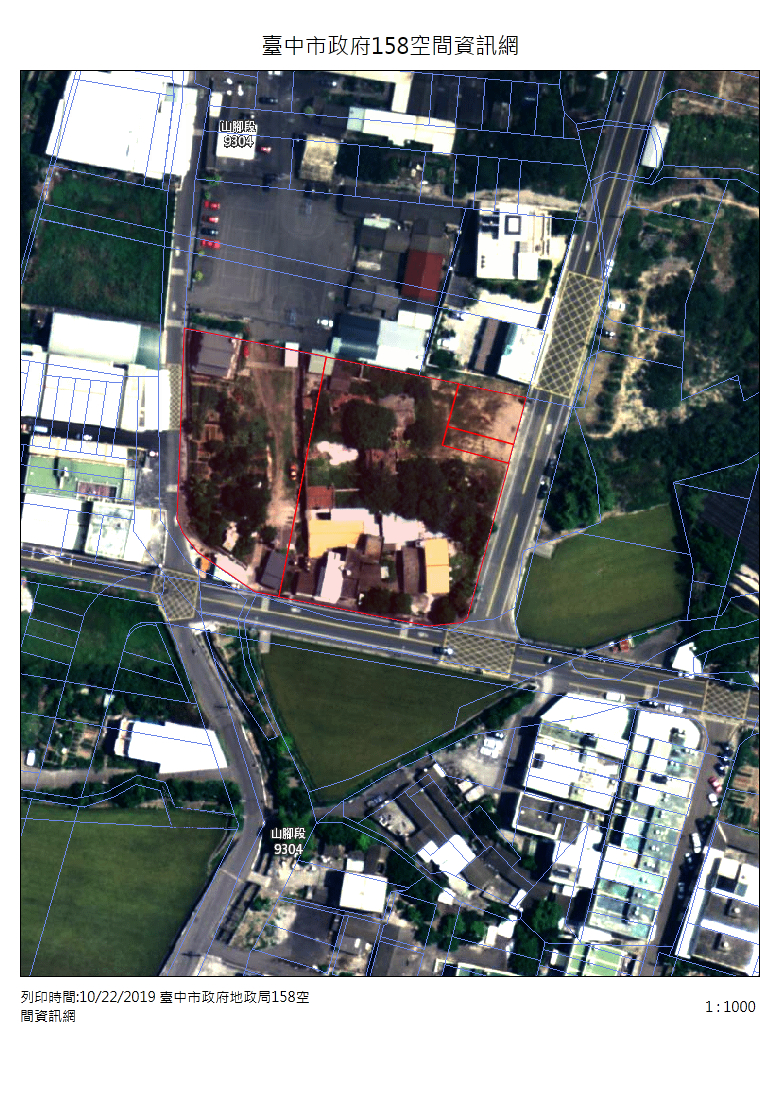 臺中市政府158空間資訊網
山腳段
9304
山腳段
9304
列印時間:10/22/2019 臺中市政府地政局158空
間資訊網
1 : 1000